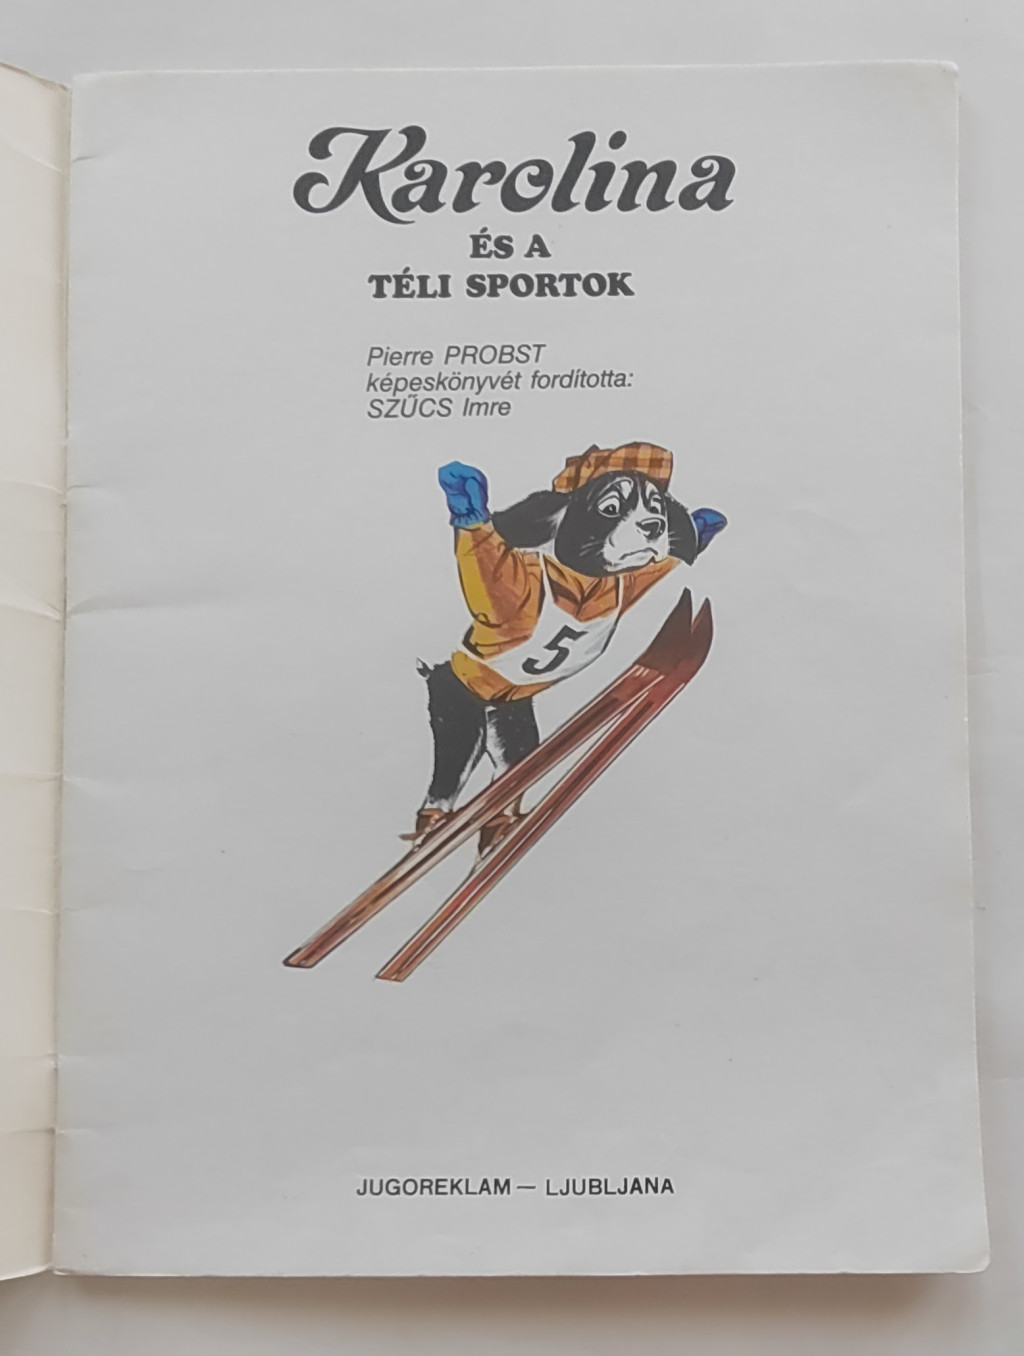 Karolina
ÉS A
TÉLI SPORTOK
Pierre PROBST
képeskönyvét fordította:
SZŰCS Imre
5
JUGOREKLAM — LJUBLJANA